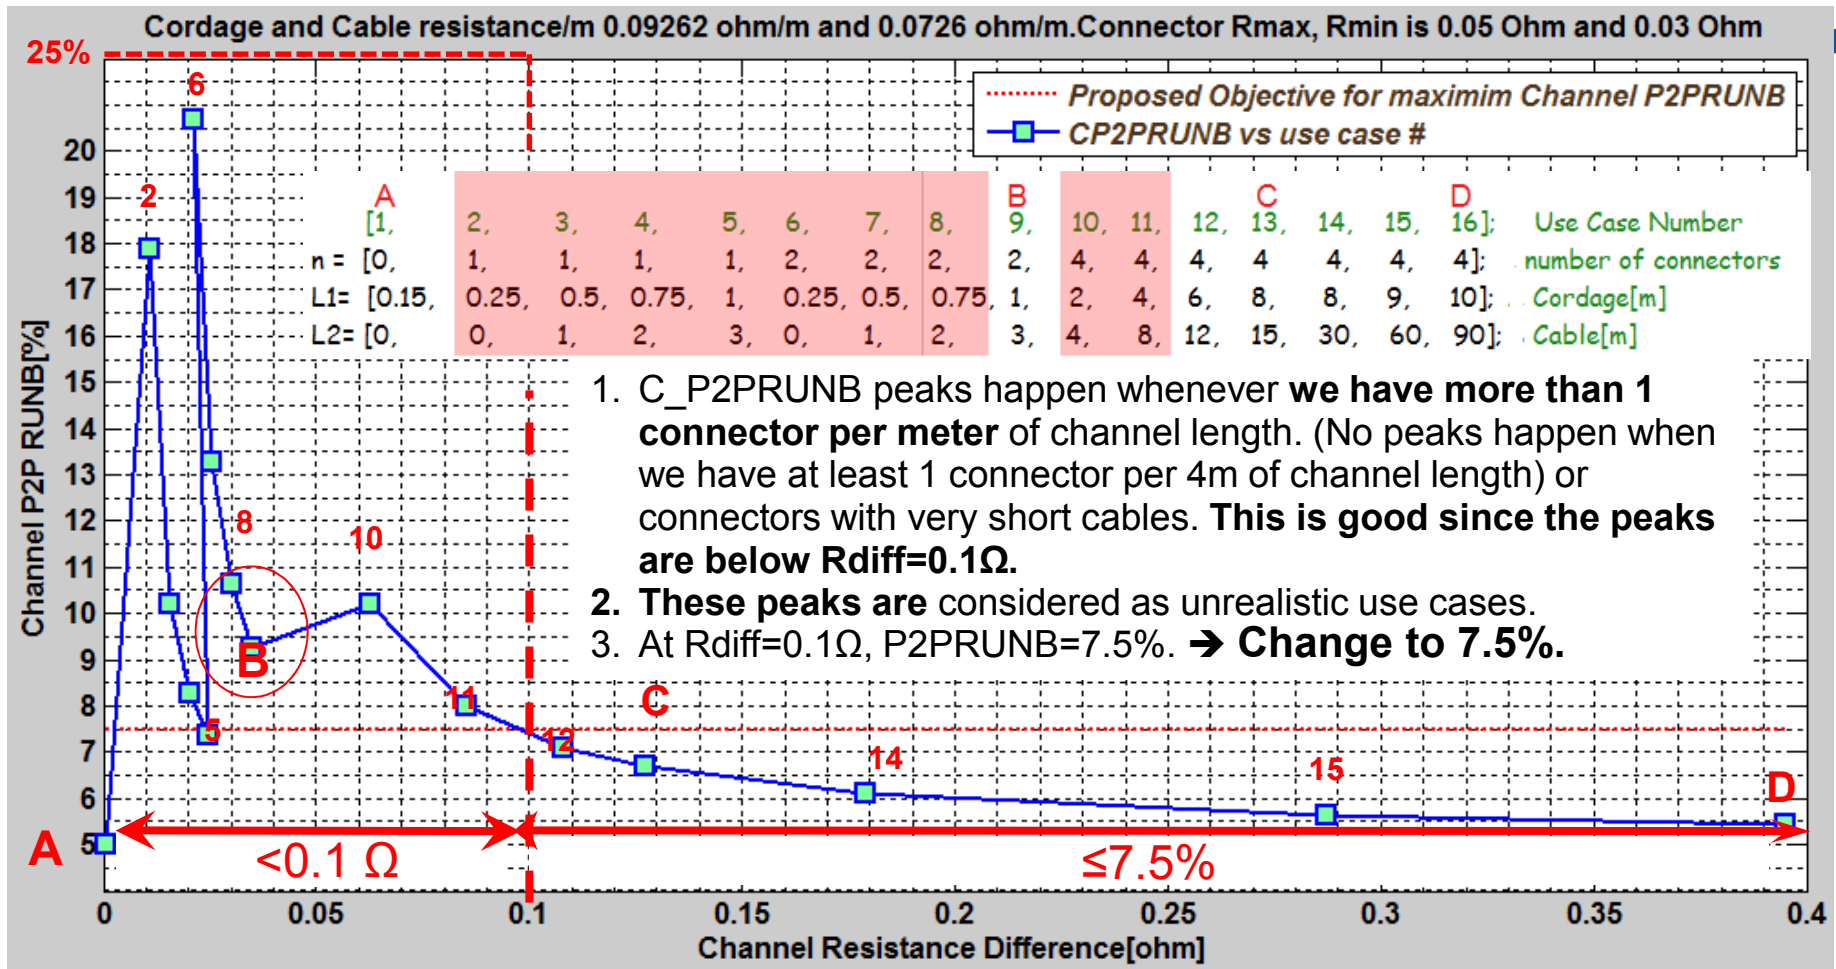 Cordage and Cable resistance/m 0.09262 ohm/m and 0.0726 ohm/m.Connector Rmax, Rmin is 0.05 Ohm and 0.03 Ohm
25%
6
Proposed Objective for maximim Channel P2PRUNB
CP2PRUNB vs use case #
2
A B C D
[1, 2, 3, 4, 5, 6, 7, 8, 9, 10, 11, 12, 13, 14, 15, 16]; Use Case Number
n = [0, 1, 1, 1, 1, 2, 2, 2, 2, 4, 4, 4, 4 4, 4, 4]; number of connectors
L1= [0.15, 0.25, 0.5, 0.75, 1, 0.25, 0.5, 0.75, 1, 2, 4, 6, 8, 8, 9, 10]; Cordage[m]
L2= [0, 0, 1, 2, 3, 0, 1, 2, 3, 4, 8, 12, 15, 30, 60, 90]; Cable[m]
1. C_P2PRUNB peaks happen whenever we have more than 1
connector per meter of channel length. (No peaks happen when
we have at least 1 connector per 4m of channel length) or
connectors with very short cables. This is good since the peaks
are below Rdiff=0.1Ω.
2. These peaks are considered as unrealistic use cases.
3. At Rdiff=0.1Ω, P2PRUNB=7.5%. ➔ Change to 7.5%.
8
10
B
11
C
5
12
14
15
D
A
<0.1 Ω
≤7.5%
20
19
18
17
16
15
14
13
12
11
10
9
8
7
6
5
Channel P2P RUNB[%]
0 0.05 0.1 0.15 0.2 0.25 0.3 0.35 0.4
Channel Resistance Difference[ohm]